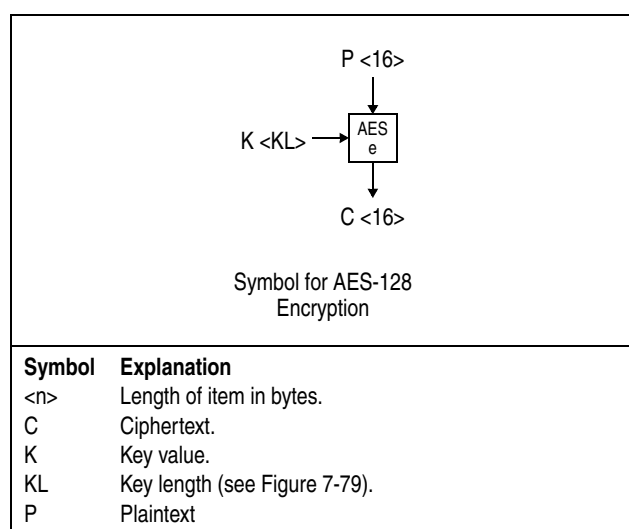 P <16>
K <KL>
AES
e
C <16>
Symbol for AES-128
Encryption
Symbol Explanation
<n> Length of item in bytes.
C Ciphertext.
K Key value.
KL Key length (see Figure 7-79).
P Plaintext